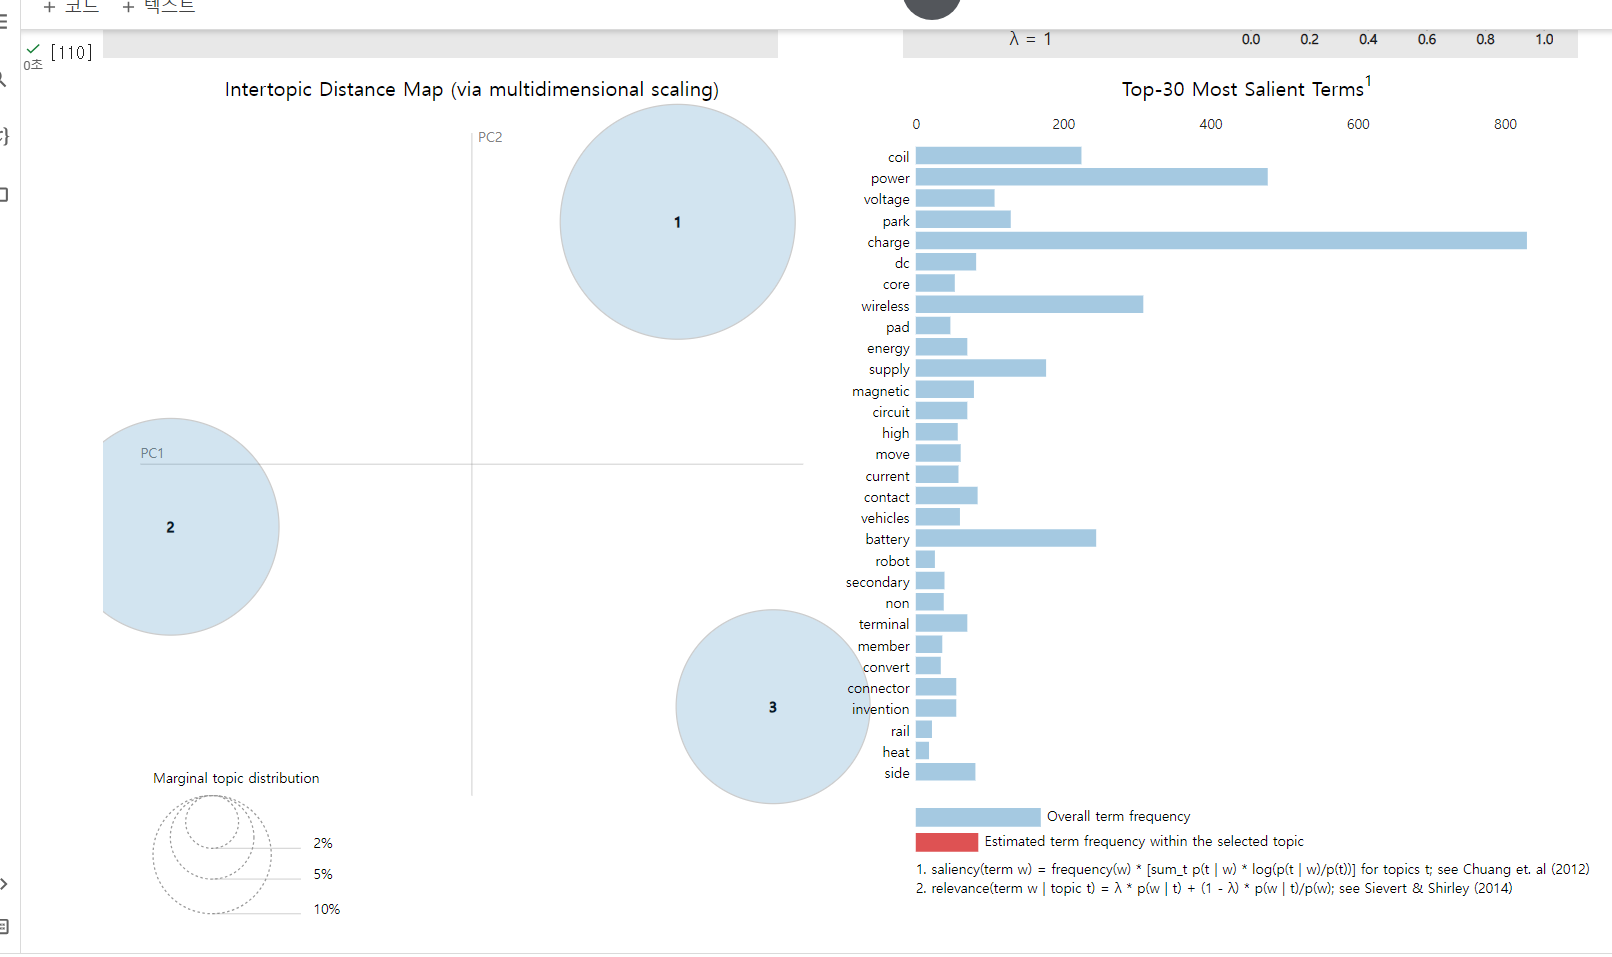 + 코드 + 텍스트
[110]
0초
λ = 1
0.0 0.2 0.4 0.6 0.8 1.0
Intertopic Distance Map (via multidimensional scaling)
PC2
1
PC1
2
3
Marginal topic distribution
2%
5%
10%
Top-30 Most Salient Terms1
0 200 400 600 800
coil
power
voltage
park
charge
dc
core
wireless
pad
energy
supply
magnetic
circuit
high
move
current
contact
vehicles
battery
robot
secondary
non
terminal
member
convert
connector
invention
rail
heat
side
Overall term frequency
Estimated term frequency within the selected topic
1. saliency(term w) = frequency(w) * [sum_t p(t | w) * log(p(t | w)/p(t))] for topics t; see Chuang et. al (2012)
2. relevance(term w | topic t) = λ * p(w | t) + (1 - λ) * p(w | t)/p(w); see Sievert & Shirley (2014)